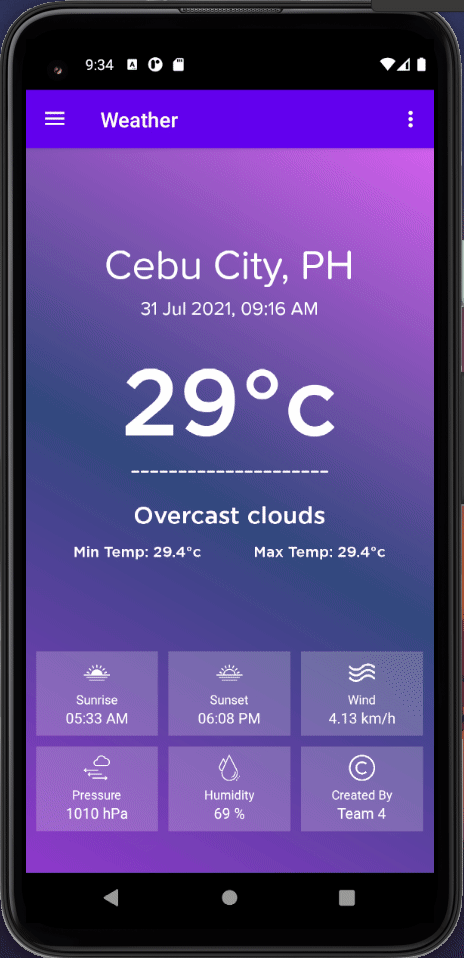 9:34
A
Weather
Cebu City, PH
31 Jul 2021, 09:16 AM
29°c
--------------------
Overcast clouds
Min Temp: 29.4°c Max Temp: 29.4°c
Sunrise Sunset Wind
05:33 AM 06:08 PM 4.13 km/h
C
Pressure Humidity Created By
1010 hPa 69 % Team 4